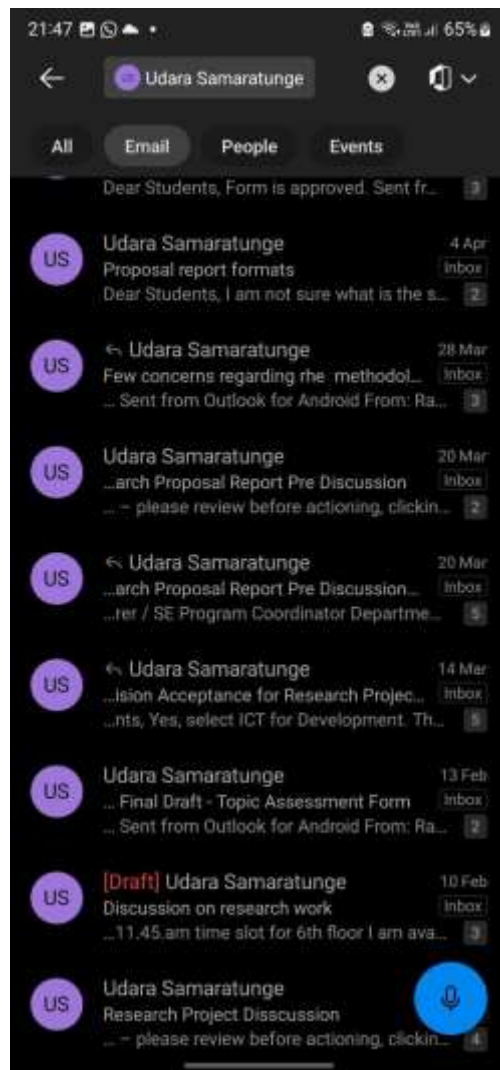 21:47 65%
US Udara Samaratunge
All Email People Events
Dear Students, Form is approved. Sent fr... 3
US Udara Samaratunge 4 Apr
Proposal report formats Inbox
Dear Students, I am not sure what is the s... 2
US Udara Samaratunge 28 Mar
Few concerns regarding rhe methodol... Inbox
... Sent from Outlook for Android From: Ra... 3
US Udara Samaratunge 20 Mar
...arch Proposal Report Pre Discussion Inbox
... – please review before actioning, clickin... 2
US Udara Samaratunge 20 Mar
...arch Proposal Report Pre Discussion... Inbox
...rer / SE Program Coordinator Departme... 5
US Udara Samaratunge 14 Mar
...ision Acceptance for Research Projec... Inbox
...nts, Yes, select ICT for Development. Th... 5
US Udara Samaratunge 13 Feb
... Final Draft - Topic Assessment Form Inbox
... Sent from Outlook for Android From: Ra... 2
US [Draft] Udara Samaratunge 10 Feb
Discussion on research work Inbox
...11.45.am time slot for 6th floor I am ava... 3
US Udara Samaratunge
Research Project Disscussion
... – please review before actioning, clickin... 4